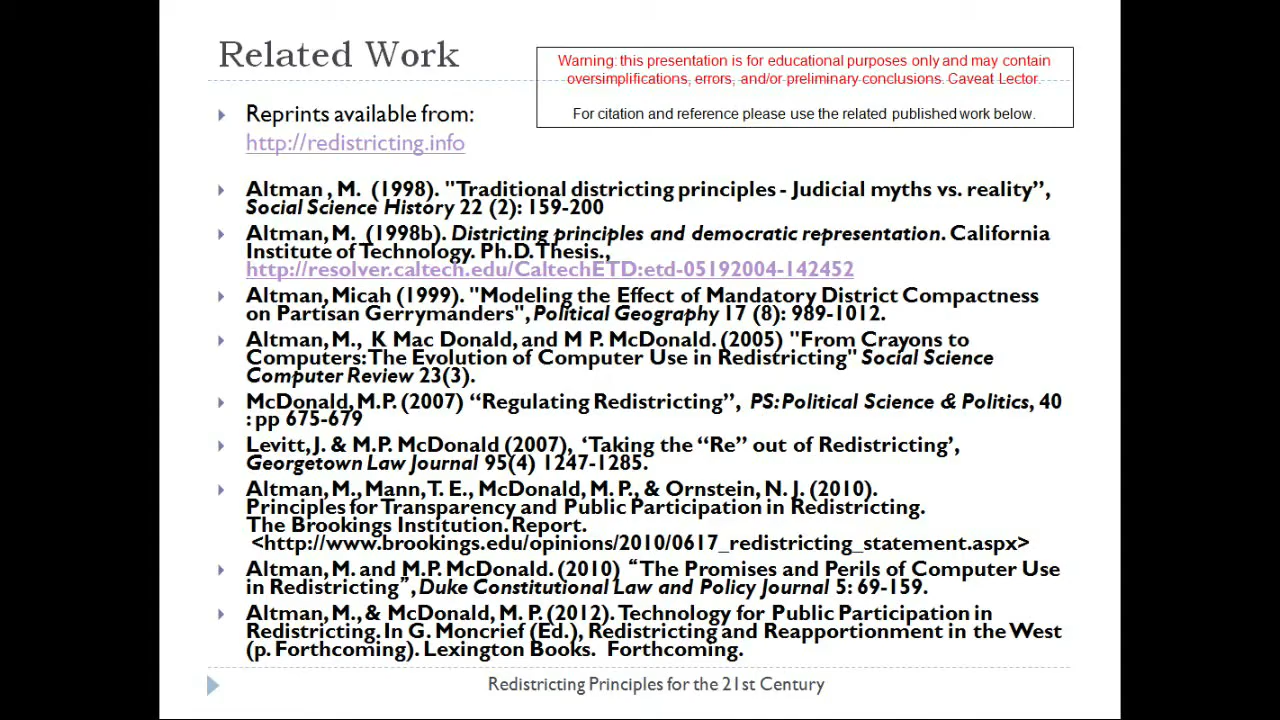 Related Work
Warning: this presentation is for educational purposes only and may contain
oversimplifications, errors, and/or preliminary conclusions. Caveat Lector.
For citation and reference please use the related published work below.
Reprints available from:
http://redistricting.info
Altman , M. (1998). "Traditional districting principles - Judicial myths vs. reality”,
Social Science History 22 (2): 159-200
Altman, M. (1998b). Districting principles and democratic representation. California
Institute of Technology. Ph.D. Thesis.,
http://resolver.caltech.edu/CaltechETD:etd-05192004-142452
Altman, Micah (1999). "Modeling the Effect of Mandatory District Compactness
on Partisan Gerrymanders", Political Geography 17 (8): 989-1012.
Altman, M., K Mac Donald, and M P. McDonald. (2005) "From Crayons to
Computers: The Evolution of Computer Use in Redistricting" Social Science
Computer Review 23(3).
McDonald, M.P. (2007) “Regulating Redistricting”, PS: Political Science & Politics, 40
: pp 675-679
Levitt, J. & M.P. McDonald (2007), ‘Taking the “Re” out of Redistricting’,
Georgetown Law Journal 95(4) 1247-1285.
Altman, M., Mann, T. E., McDonald, M. P., & Ornstein, N. J. (2010).
Principles for Transparency and Public Participation in Redistricting.
The Brookings Institution. Report.
<http://www.brookings.edu/opinions/2010/0617_redistricting_statement.aspx>
Altman, M. and M.P. McDonald. (2010) “The Promises and Perils of Computer Use
in Redistricting”, Duke Constitutional Law and Policy Journal 5: 69-159.
Altman, M., & McDonald, M. P. (2012). Technology for Public Participation in
Redistricting. In G. Moncrief (Ed.), Redistricting and Reapportionment in the West
(p. Forthcoming). Lexington Books. Forthcoming.
Redistricting Principles for the 21st Century